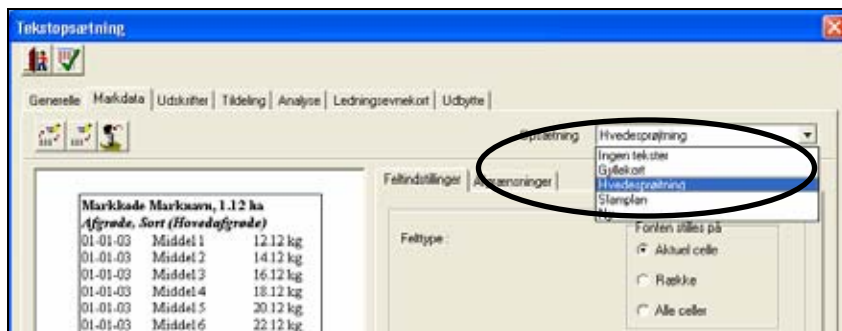 Tekstopsætning
Generelle Markdata Udskrifter Tildeling Analyse Ledningsevnekort Udbytte
Opsætning Hvedesprøjtning
Ingen tekster
Gyllekort
Hvedesprøjtning
Slamplan
Ny
Feltindstillinger Afgrænsninger
Felttype :
Fonten stilles på
Aktuel celle
Række
Alle celler
Markkode Marknavn, 1.12 ha
Afgrøde, Sort (Hovedafgrøde)
01-01-03 Middel 1 12.12 kg
01-01-03 Middel 2 14.12 kg
01-01-03 Middel 3 16.12 kg
01-01-03 Middel 4 18.12 kg
01-01-03 Middel 5 20.12 kg
01-01-03 Middel 6 22.12 kg